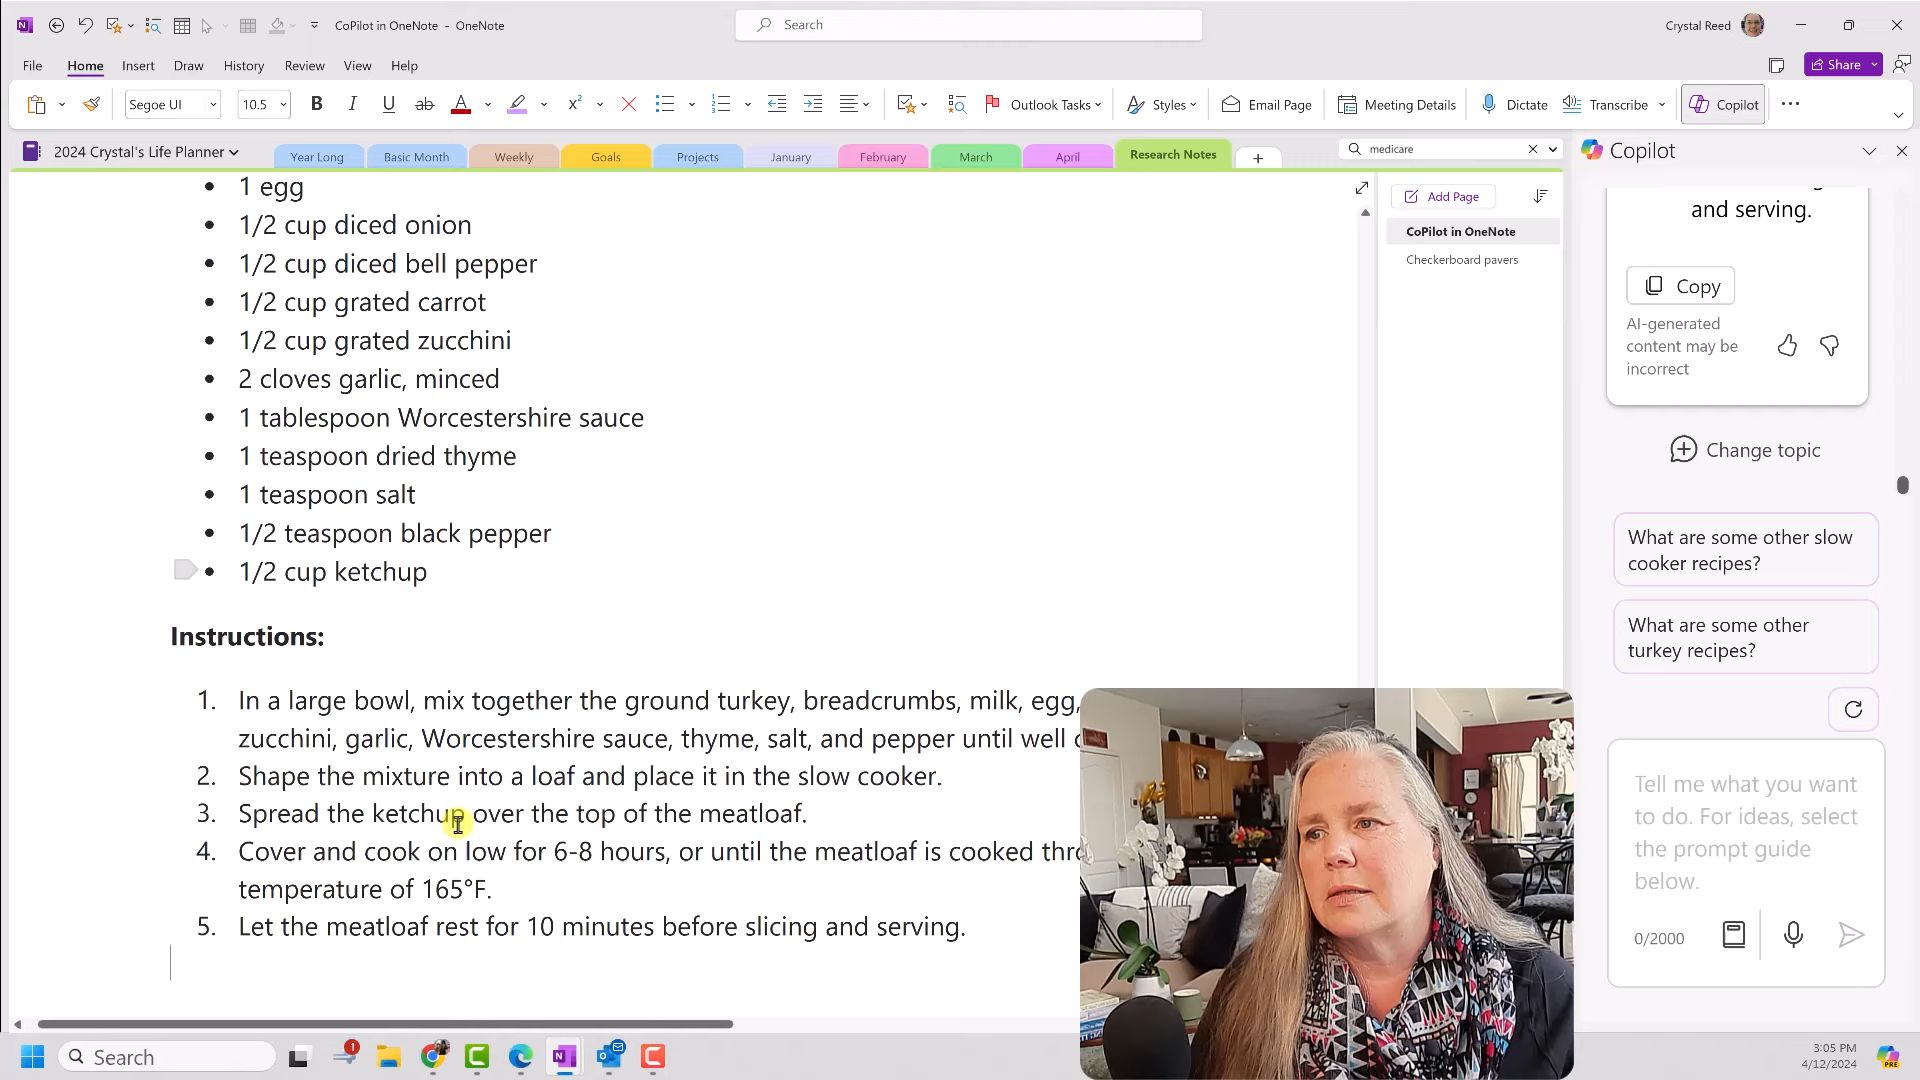 CoPilot in OneNote - OneNote
Search
Crystal Reed
File Home Insert Draw History Review View Help
Share
Segoe UI 10.5 B I U ab A x² Outlook Tasks Styles Email Page Meeting Details Dictate Transcribe Copilot
2024 Crystal's Life Planner
Year Long Basic Month Weekly Goals Projects January February March April Research Notes +
medicare
Copilot
1 egg
1/2 cup diced onion
1/2 cup diced bell pepper
1/2 cup grated carrot
1/2 cup grated zucchini
2 cloves garlic, minced
1 tablespoon Worcestershire sauce
1 teaspoon dried thyme
1 teaspoon salt
1/2 teaspoon black pepper
1/2 cup ketchup
Instructions:
1. In a large bowl, mix together the ground turkey, breadcrumbs, milk, egg,
zucchini, garlic, Worcestershire sauce, thyme, salt, and pepper until well
2. Shape the mixture into a loaf and place it in the slow cooker.
3. Spread the ketchup over the top of the meatloaf.
4. Cover and cook on low for 6-8 hours, or until the meatloaf is cooked
temperature of 165°F.
5. Let the meatloaf rest for 10 minutes before slicing and serving.
Add Page
CoPilot in OneNote
Checkerboard pavers
and serving.
Copy
AI-generated
content may be
incorrect
Change topic
What are some other slow
cooker recipes?
What are some other
turkey recipes?
Tell me what you want
to do. For ideas, select
the prompt guide
below.
0/2000
Search
1
3:05 PM
4/12/2024
PRE